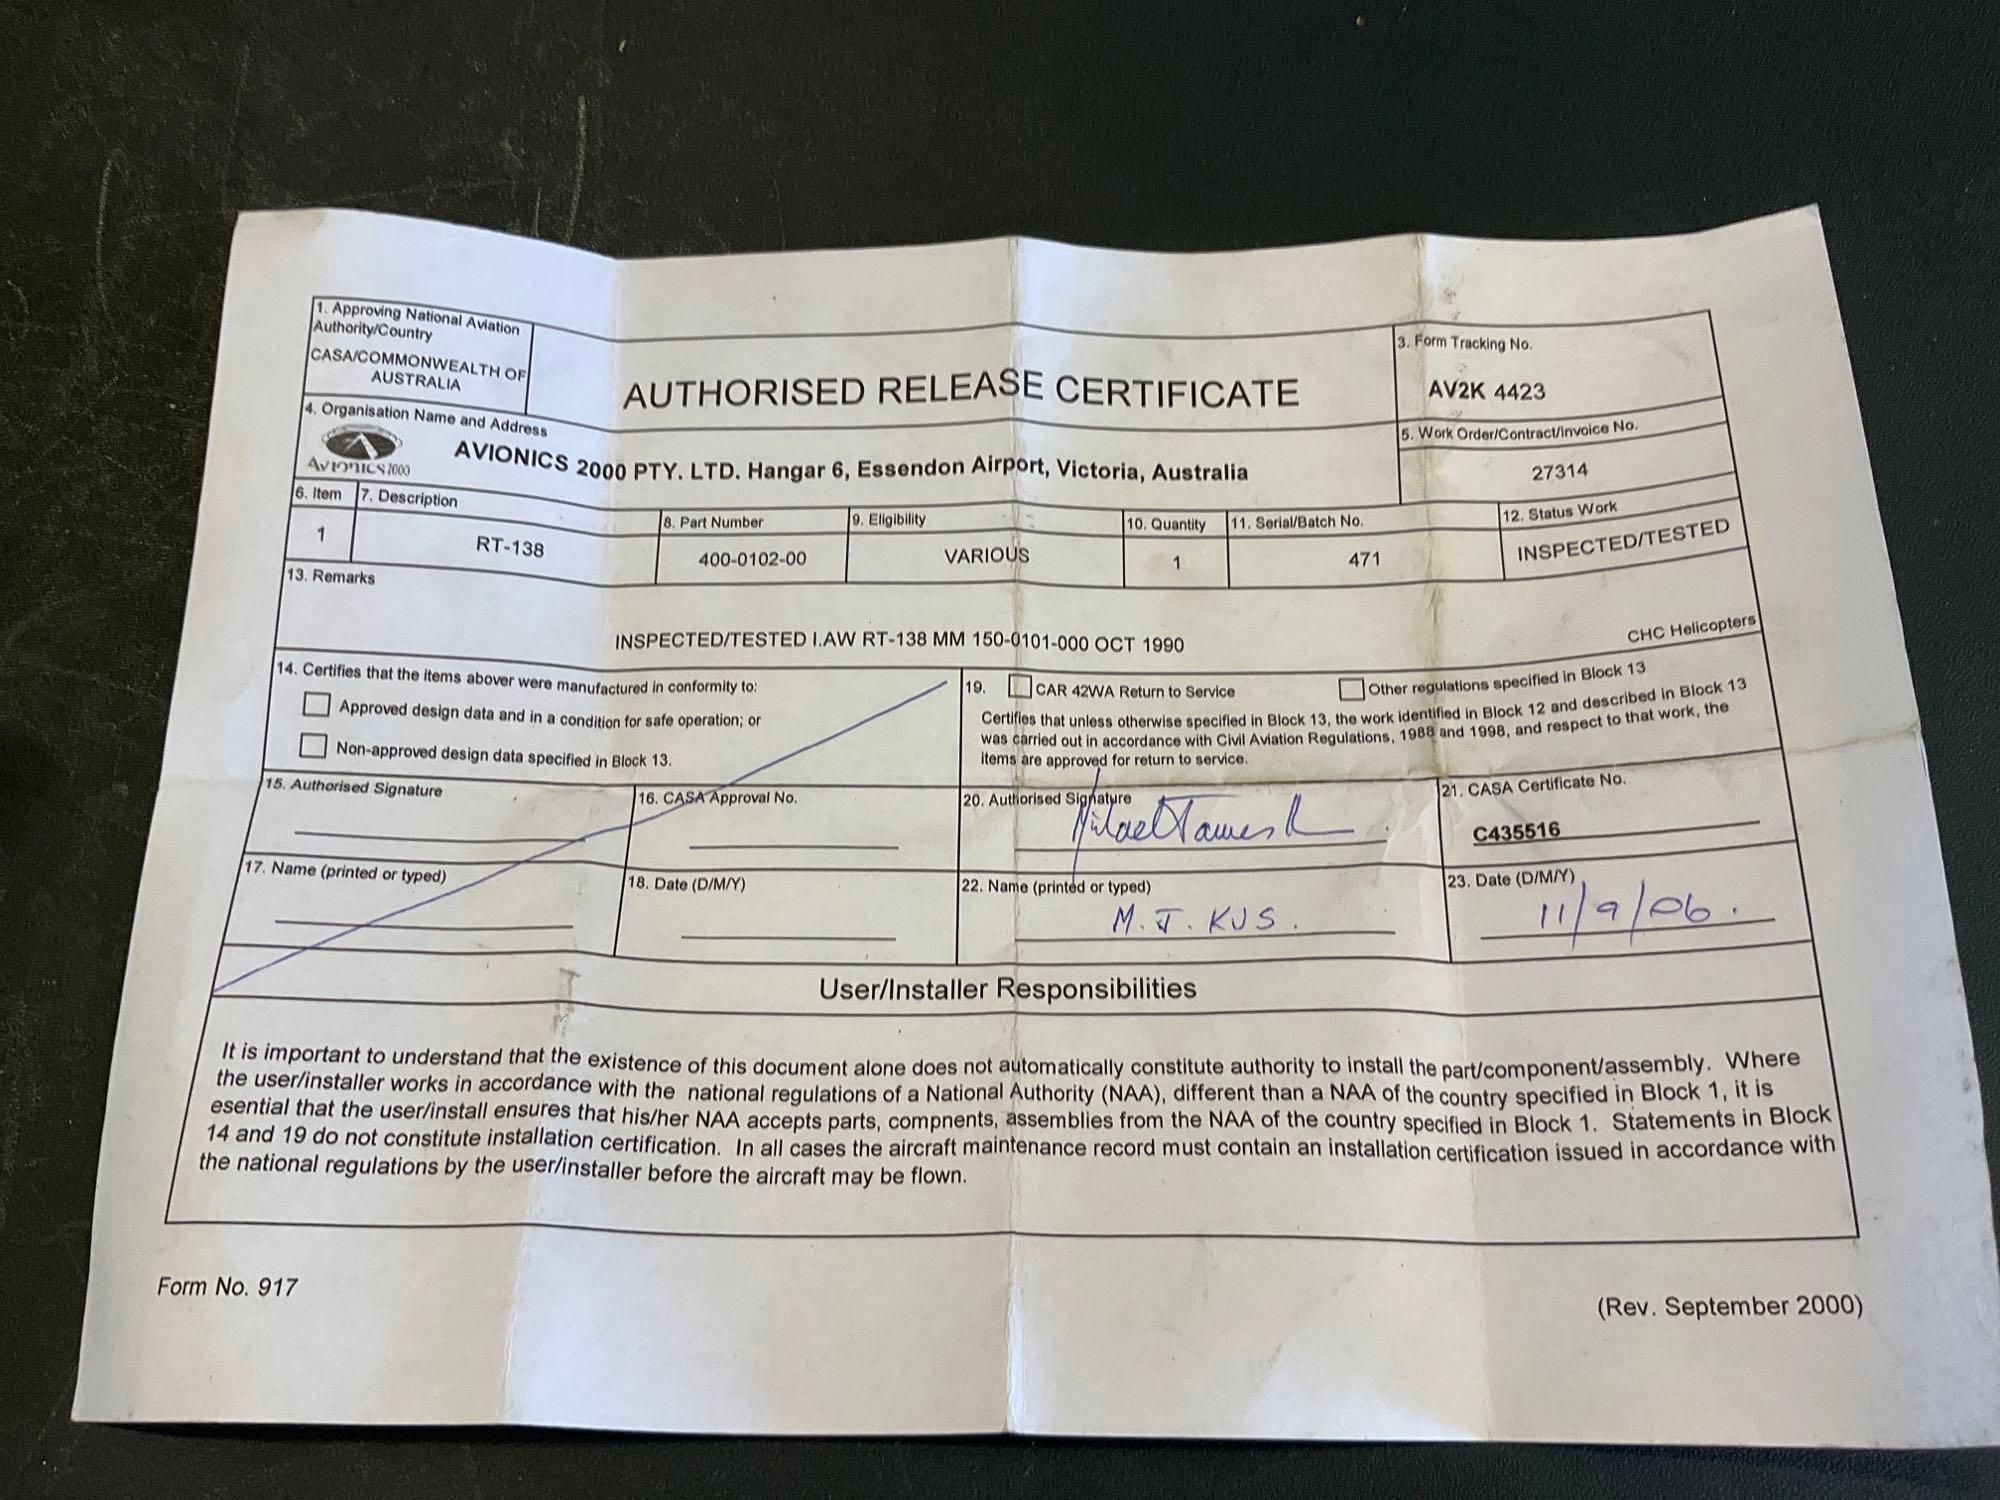 1. Approving National Aviation
Authority/Country
CASA/COMMONWEALTH OF
AUSTRALIA
AUTHORISED RELEASE CERTIFICATE
3. Form Tracking No.
AV2K 4423
4. Organisation Name and Address
AVIONICS 2000
AVIONICS 2000 PTY. LTD. Hangar 6, Essendon Airport, Victoria, Australia
5. Work Order/Contract/Invoice No.
27314
6. Item
7. Description
8. Part Number
9. Eligibility
10. Quantity
11. Serial/Batch No.
12. Status Work
1
RT-138
400-0102-00
VARIOUS
1
471
INSPECTED/TESTED
13. Remarks
INSPECTED/TESTED I.AW RT-138 MM 150-0101-000 OCT 1990
CHC Helicopters
14. Certifies that the items abover were manufactured in conformity to:
Approved design data and in a condition for safe operation; or
Non-approved design data specified in Block 13.
19. CAR 42WA Return to Service
Other regulations specified in Block 13
Certifies that unless otherwise specified in Block 13, the work identified in Block 12 and described in Block 13
was carried out in accordance with Civil Aviation Regulations, 1988 and 1998, and respect to that work, the
items are approved for return to service.
15. Authorised Signature
16. CASA Approval No.
20. Authorised Signature
21. CASA Certificate No.
C435516
17. Name (printed or typed)
18. Date (D/M/Y)
22. Name (printed or typed)
M. J. KUS.
23. Date (D/M/Y)
11/9/06.
User/Installer Responsibilities
It is important to understand that the existence of this document alone does not automatically constitute authority to install the part/component/assembly. Where
the user/installer works in accordance with the national regulations of a National Authority (NAA), different than a NAA of the country specified in Block 1, it is
esential that the user/install ensures that his/her NAA accepts parts, compnents, assemblies from the NAA of the country specified in Block 1. Statements in Block
14 and 19 do not constitute installation certification. In all cases the aircraft maintenance record must contain an installation certification issued in accordance with
the national regulations by the user/installer before the aircraft may be flown.
Form No. 917
(Rev. September 2000)